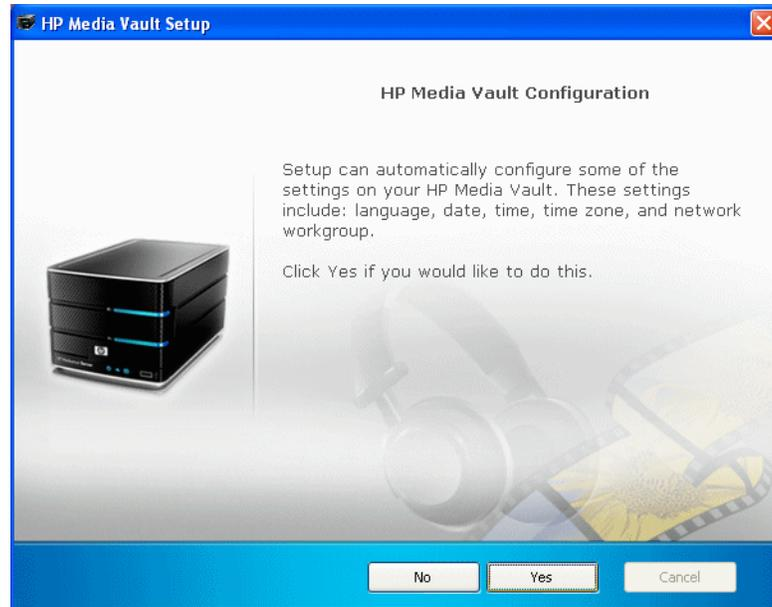 HP Media Vault Setup
HP Media Vault Configuration
Setup can automatically configure some of the
settings on your HP Media Vault. These settings
include: language, date, time, time zone, and network
workgroup.
Click Yes if you would like to do this.
No
Yes
Cancel